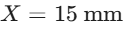 X = 15 mm